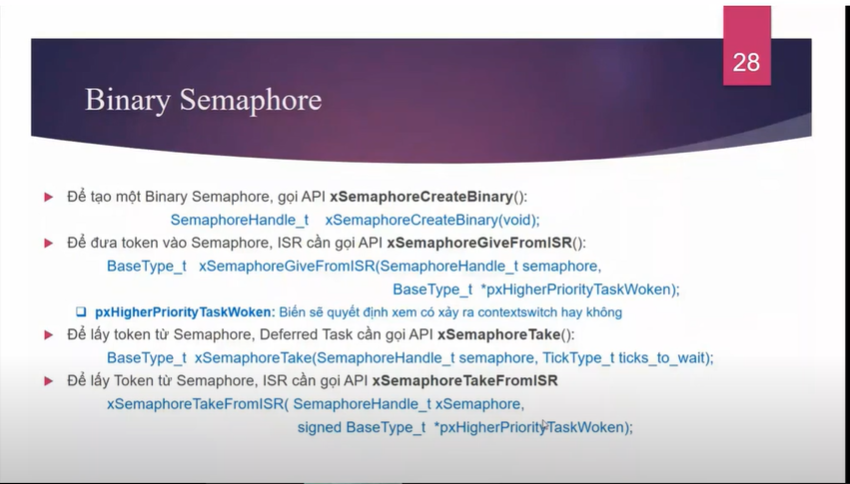 28
Binary Semaphore
Để tạo một Binary Semaphore, gọi API xSemaphoreCreateBinary():
SemaphoreHandle_t xSemaphoreCreateBinary(void);
Để đưa token vào Semaphore, ISR cần gọi API xSemaphoreGiveFromISR():
BaseType_t xSemaphoreGiveFromISR(SemaphoreHandle_t semaphore,
BaseType_t *pxHigherPriorityTaskWoken);
pxHigherPriorityTaskWoken: Biến sẽ quyết định xem có xảy ra contextswitch hay không
Để lấy token từ Semaphore, Deferred Task cần gọi API xSemaphoreTake():
BaseType_t xSemaphoreTake(SemaphoreHandle_t semaphore, TickType_t ticks_to_wait);
Để lấy Token từ Semaphore, ISR cần gọi API xSemaphoreTakeFromISR
xSemaphoreTakeFromISR( SemaphoreHandle_t xSemaphore,
signed BaseType_t *pxHigherPriorityTaskWoken);